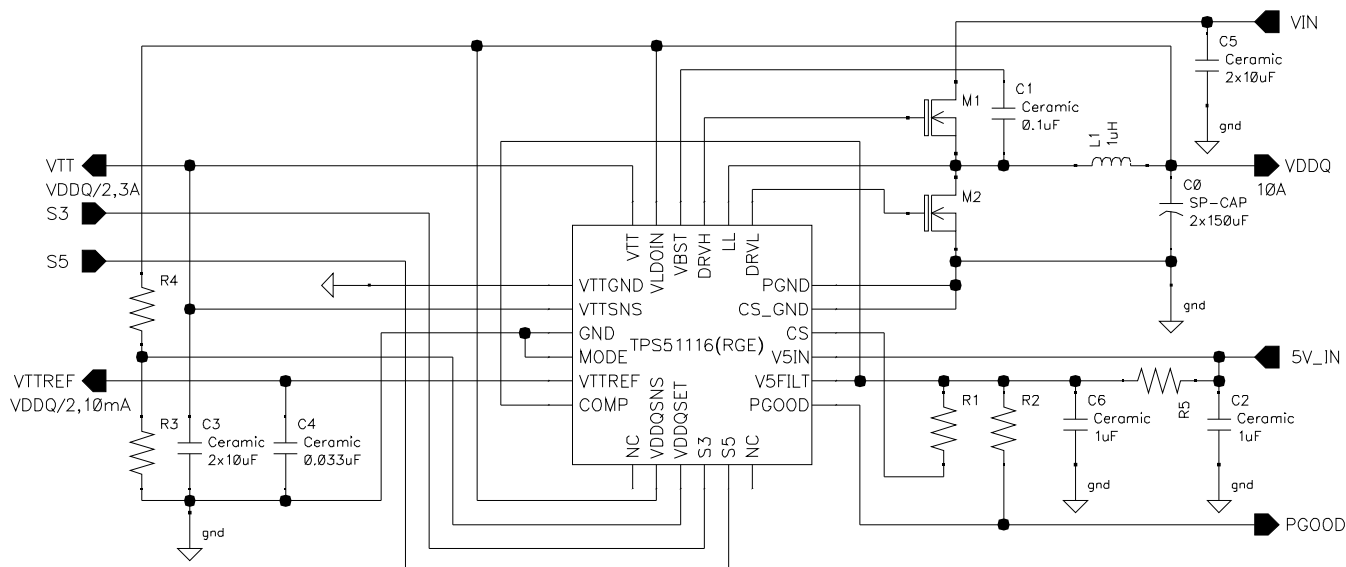 VIN
C5
Ceramic
2x10uF
gnd
C1
Ceramic
0.1uF
M1
L1
1uH
VTT
VDDQ/2,3A
VDDQ
10A
S3
M2
C0
SP-CAP
2x150uF
S5
VTT
VLDOIN
VBST
DRVH
LL
DRVL
R4
VTTGND
PGND
VTTSNS
CS_GND
gnd
GND
CS
TPS51116(RGE)
MODE
V5IN
5V_IN
VTTREF
VDDQ/2,10mA
VTTREF
V5FILT
COMP
PGOOD
R3
C3
Ceramic
2x10uF
C4
Ceramic
0.033uF
NC
VDDQSNS
VDDQSET
S3
S5
NC
R1
R2
C6
Ceramic
1uF
R5
C2
Ceramic
1uF
gnd
gnd
gnd
PGOOD